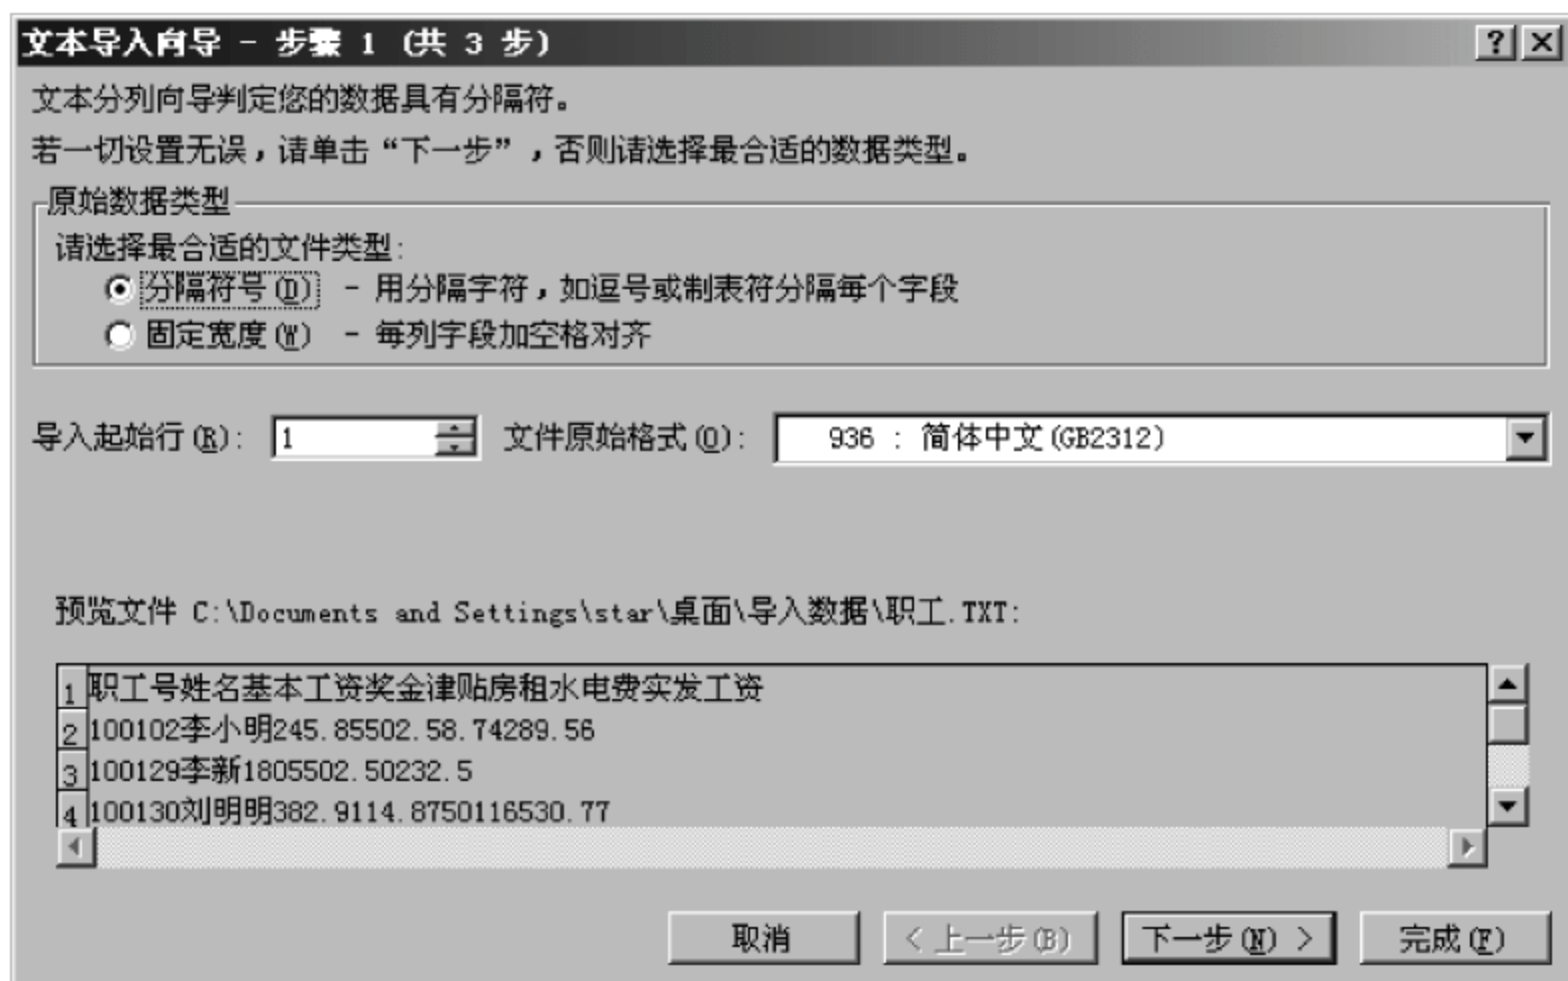 文本导入向导 - 步骤 1 (共 3 步)
文本分列向导判定您的数据具有分隔符。
若一切设置无误，请单击“下一步”，否则请选择最合适的数据类型。
原始数据类型
请选择最合适的文件类型:
分隔符号(D) - 用分隔字符，如逗号或制表符分隔每个字段
固定宽度(W) - 每列字段加空格对齐
导入起始行(R): 1 文件原始格式(O): 936 : 简体中文(GB2312)
预览文件 C:\Documents and Settings\star\桌面\导入数据\职工.TXT:
1 职工号姓名基本工资奖金津贴房租水电费实发工资
2 100102李小明245.85502.58.74289.56
3 100129李新1805502.50232.5
4 100130刘明明382.9114.8750116530.77
取消 < 上一步(B) 下一步(N) > 完成(F)